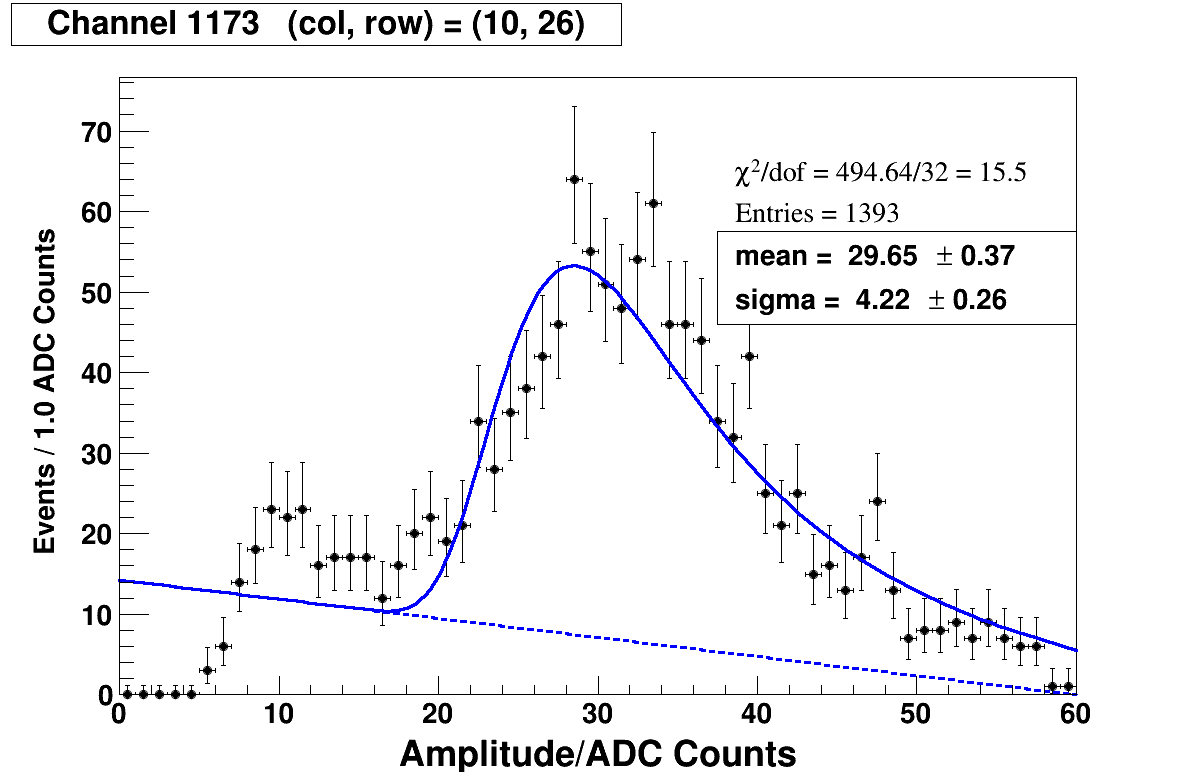 Channel 1173 (col, row) = (10, 26)
70
60
50
40
30
20
10
0
Events / 1.0 ADC Counts
χ²/dof = 494.64/32 = 15.5
Entries = 1393
mean = 29.65 ± 0.37
sigma = 4.22 ± 0.26
0 10 20 30 40 50 60
Amplitude/ADC Counts